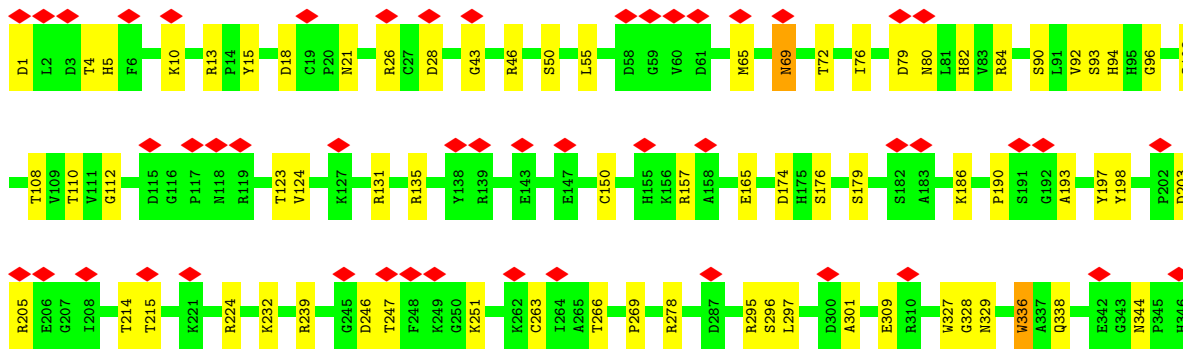 D1 L2 D3 T4 H5 F6 K10 R13 P14 Y15 D18 C19 P20 N21 R26 C27 D28 G43 R46 S50 L55 D58 G59 V60 D61 M65 N69 T72 I76 D79 N80 L81 H82 V83 R84 S90 L91 V92 S93 H94 H95 G96
T108 V109 T110 V111 G112 D115 G116 P117 N118 R119 T123 V124 K127 R131 R135 Y138 R139 E143 E147 C150 H155 K156 R157 A158 E165 D174 H175 S176 S179 S182 A183 K186 P190 S191 G192 A193 Y197 Y198 P202 D203
R205 E206 G207 I208 T214 T215 K221 R224 K232 R239 G245 D246 T247 F248 K249 G250 K251 K262 C263 I264 A265 T266 P269 R278 D287 R295 S296 L297 D300 A301 E309 R310 W327 G328 N329 W336 A337 Q338 E342 G343 N344 P345 H346